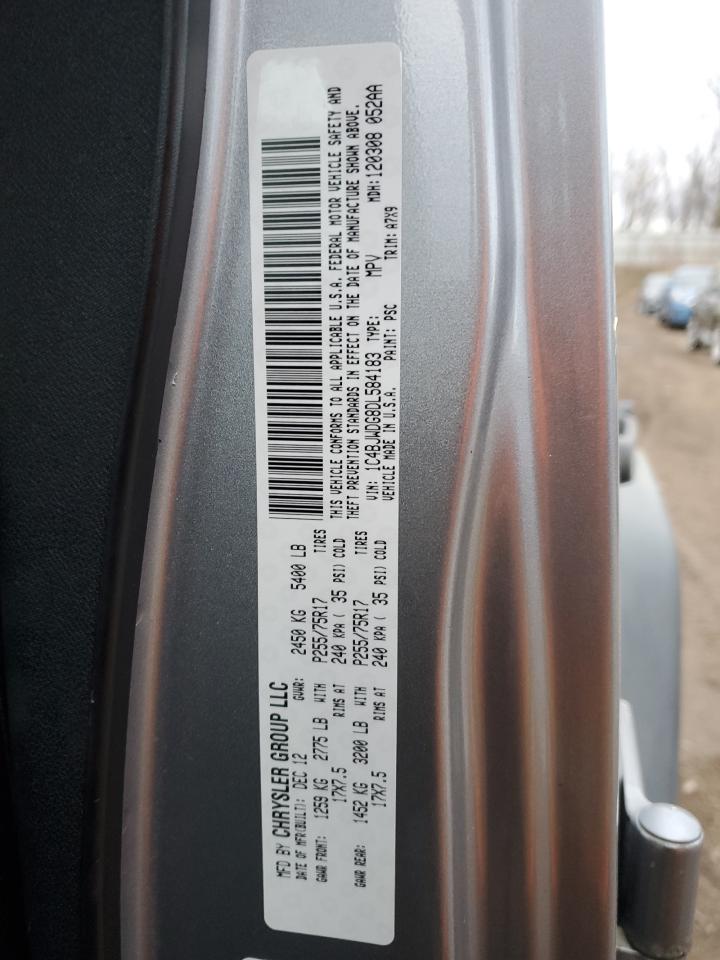 MFD BY CHRYSLER GROUP LLC
DATE OF MFR(BUILT): DEC 12 GVWR: 2450 KG 5400 LB
GAWR FRONT: 1259 KG 2775 LB WITH P255/75R17 TIRES
17X7.5 RIMS AT 240 KPA ( 35 PSI) COLD
GAWR REAR: 1452 KG 3200 LB WITH P255/75R17 TIRES
17X7.5 RIMS AT 240 KPA ( 35 PSI) COLD
THIS VEHICLE CONFORMS TO ALL APPLICABLE U.S.A. FEDERAL MOTOR VEHICLE SAFETY AND
THEFT PREVENTION STANDARDS IN EFFECT ON THE DATE OF MANUFACTURE SHOWN ABOVE.
VIN: 1C4BJWDG8DL584183 TYPE: MPV MDH:120308 052AA
VEHICLE MADE IN U.S.A. PAINT: PSC TRIM: A7X9